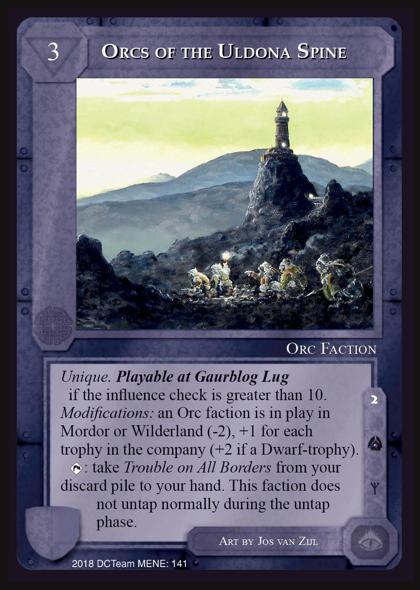 3
Orcs of the Uldona Spine
Orc Faction
Unique. Playable at Gaurblog Lug
if the influence check is greater than 10.
Modifications: an Orc faction is in play in
Mordor or Wilderland (-2), +1 for each
trophy in the company (+2 if a Dwarf-trophy).
: take Trouble on All Borders from your
discard pile to your hand. This faction does
not untap normally during the untap
phase.
2
Art by Jos van Zijl
2018 DCTeam MENE: 141